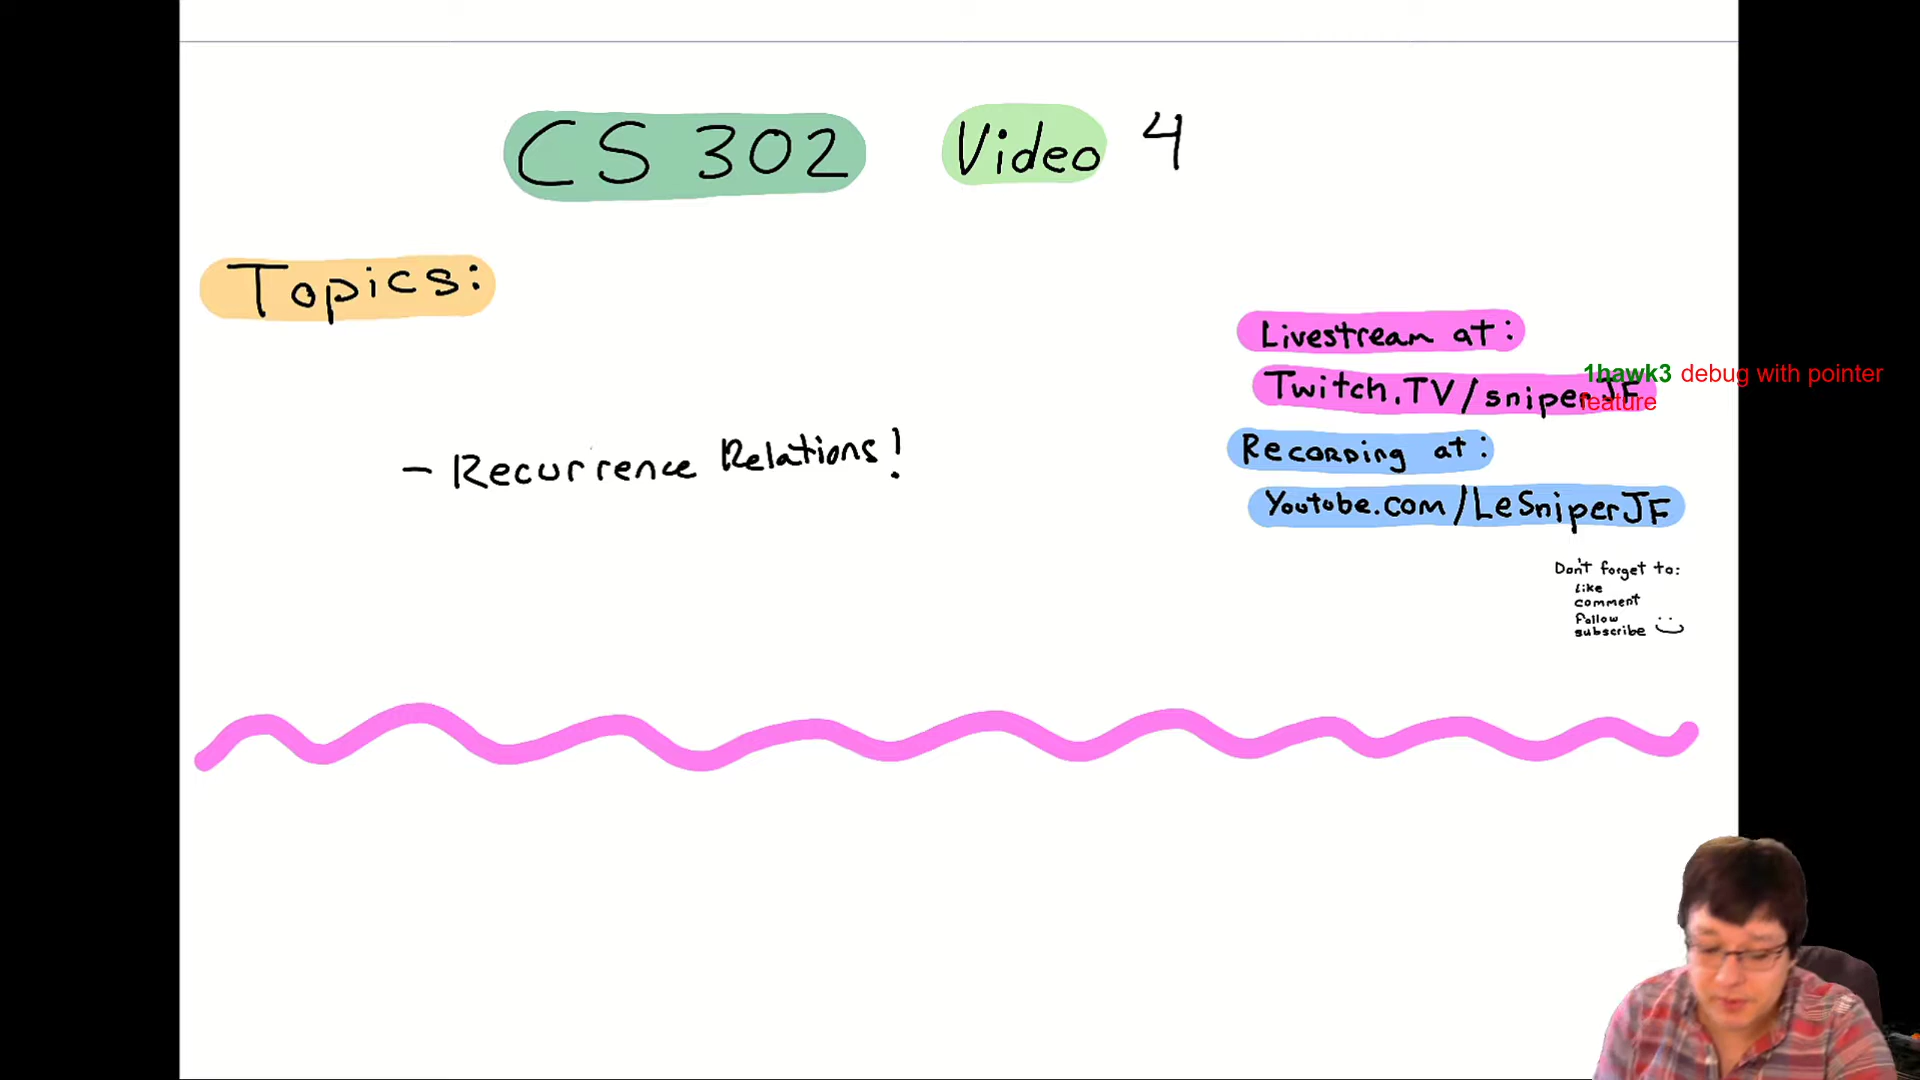 CS 302 Video 4
Topics:
Livestream at:
Twitch.TV/sniperJF
1hawk3 debug with pointer
feature
Recording at:
- Recurrence Relations!
Youtube.com/LeSniperJF
Don't forget to:
Like
comment
follow
subscribe